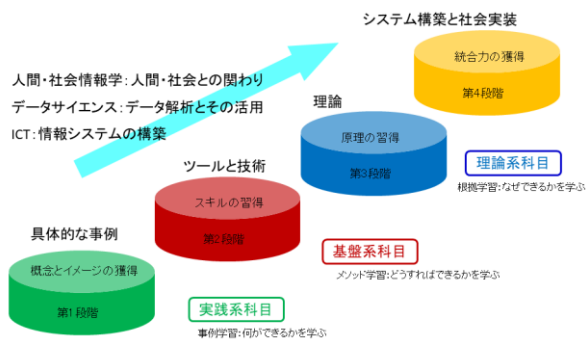 システム構築と社会実装
統合力の獲得
第4段階
人間・社会情報学：人間・社会との関わり
データサイエンス：データ解析とその活用
ICT：情報システムの構築
理論
原理の習得
第3段階
理論系科目
根拠学習：なぜできるかを学ぶ
ツールと技術
スキルの習得
第2段階
基盤系科目
メソッド学習：どうすればできるかを学ぶ
具体的な事例
概念とイメージの獲得
第1段階
実践系科目
事例学習：何ができるかを学ぶ